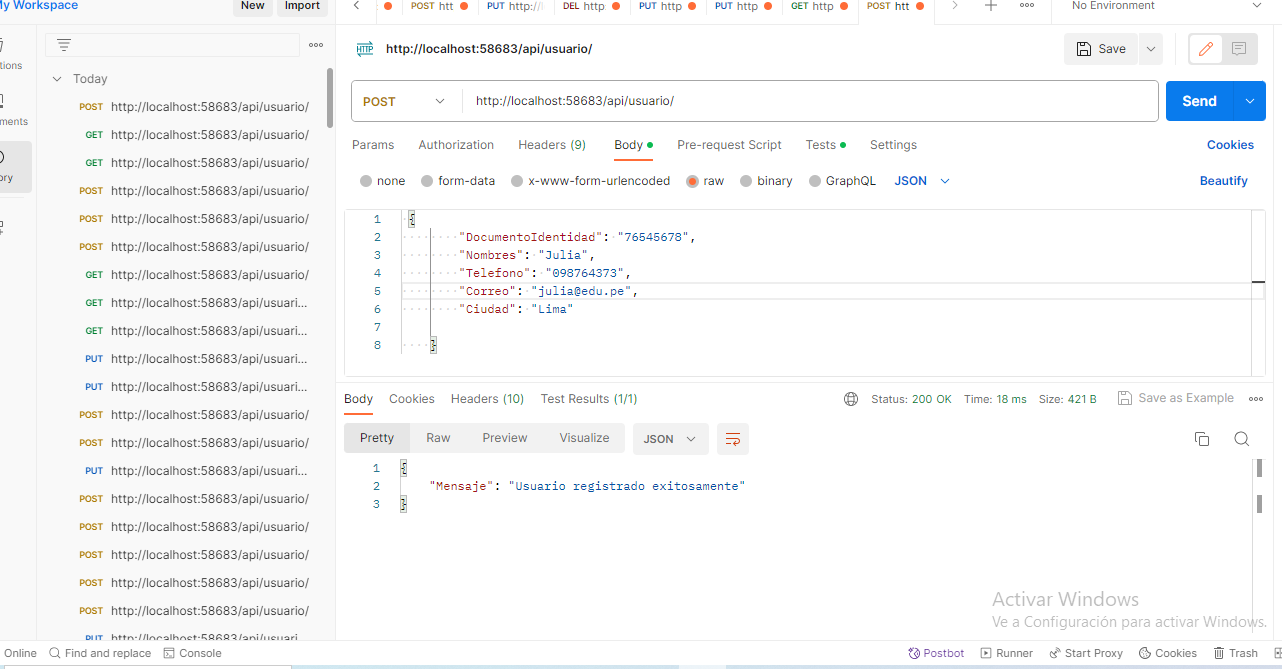 y Workspace
New
Import
POST htt
PUT http:/
DEL http
PUT http
PUT http
GET http
POST htt
No Environment
tions
ments
ory
Today
POST http://localhost:58683/api/usuario/
GET http://localhost:58683/api/usuario/
GET http://localhost:58683/api/usuario/
POST http://localhost:58683/api/usuario/
POST http://localhost:58683/api/usuario/
POST http://localhost:58683/api/usuario/
GET http://localhost:58683/api/usuario/
GET http://localhost:58683/api/usuari...
GET http://localhost:58683/api/usuari...
PUT http://localhost:58683/api/usuari...
PUT http://localhost:58683/api/usuari...
POST http://localhost:58683/api/usuario/
POST http://localhost:58683/api/usuario/
PUT http://localhost:58683/api/usuari...
POST http://localhost:58683/api/usuario/
POST http://localhost:58683/api/usuario/
POST http://localhost:58683/api/usuario/
POST http://localhost:58683/api/usuario/
POST http://localhost:58683/api/usuario/
PUT http://localhost:58683/api/usuari
HTTP http://localhost:58683/api/usuario/
Save
POST http://localhost:58683/api/usuario/
Send
Params Authorization Headers (9) Body Pre-request Script Tests Settings Cookies
none form-data x-www-form-urlencoded raw binary GraphQL JSON Beautify
1 {
2 "DocumentoIdentidad": "76545678",
3 "Nombres": "Julia",
4 "Telefono": "098764373",
5 "Correo": "julia@edu.pe",
6 "Ciudad": "Lima"
7
8 }
Body Cookies Headers (10) Test Results (1/1) Status: 200 OK Time: 18 ms Size: 421 B Save as Example
Pretty Raw Preview Visualize JSON
1 {
2 "Mensaje": "Usuario registrado exitosamente"
3 }
Activar Windows
Ve a Configuración para activar Windows.
Online Find and replace Console Postbot Runner Start Proxy Cookies Trash